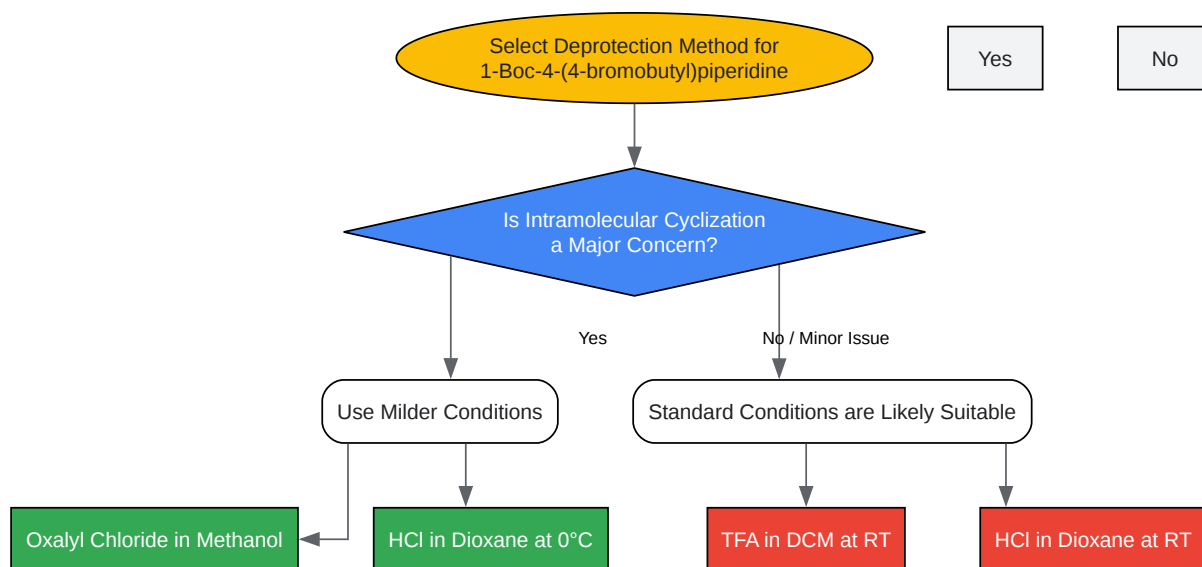 Select Deprotection Method for
1-Boc-4-(4-bromobutyl)piperidine
Yes
No
Is Intramolecular Cyclization
a Major Concern?
Yes
No / Minor Issue
Use Milder Conditions
Standard Conditions are Likely Suitable
Oxalyl Chloride in Methanol
HCl in Dioxane at 0°C
TFA in DCM at RT
HCl in Dioxane at RT